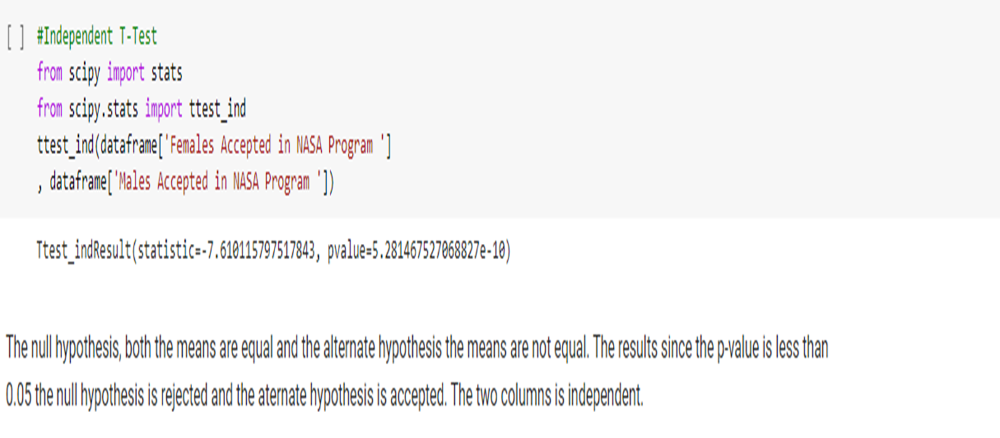 [ ] #Independent T-Test
from scipy import stats
from scipy.stats import ttest_ind
ttest_ind(dataframe['Females Accepted in NASA Program ']
, dataframe['Males Accepted in NASA Program '])
Ttest_indResult(statistic=-7.610115797517843, pvalue=5.281467527068827e-10)
The null hypothesis, both the means are equal and the alternate hypothesis the means are not equal. The results since the p-value is less than
0.05 the null hypothesis is rejected and the aternate hypothesis is accepted. The two columns is independent.